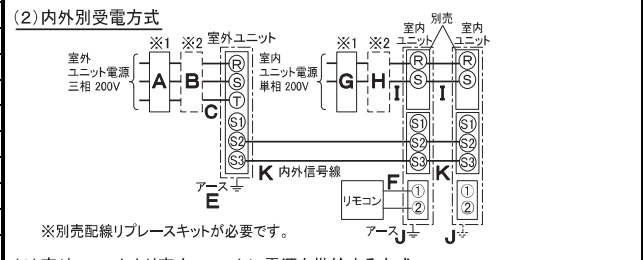 (2)内外別受電方式
※1 ※2 室外ユニット
室外
ユニット電源
三相 200V
A B C
R
S
T
S1
S2
S3
アース
E
K 内外信号線
※1 ※2
室内
ユニット電源
単相 200V
G H
別売
室内
ユニット
室内
ユニット
R R
S S
I I
S1 S1
S2 S2
S3 S3
K
F
リモコン
① ①
② ②
アース J J
※別売配線リプレースキットが必要です。